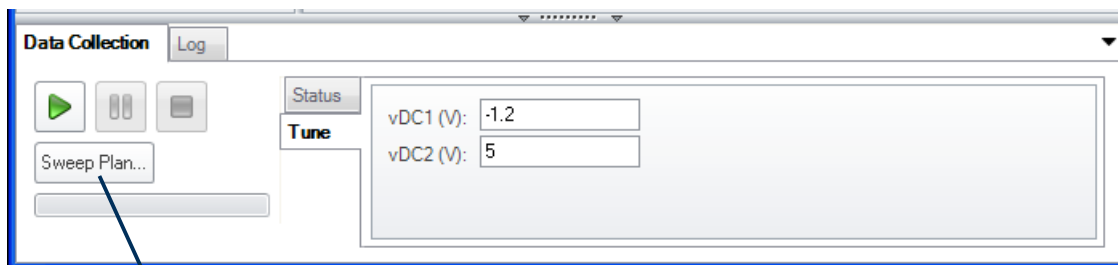 Data Collection
Log
Status
Tune
Sweep Plan...
vDC1 (V): -1.2
vDC2 (V): 5